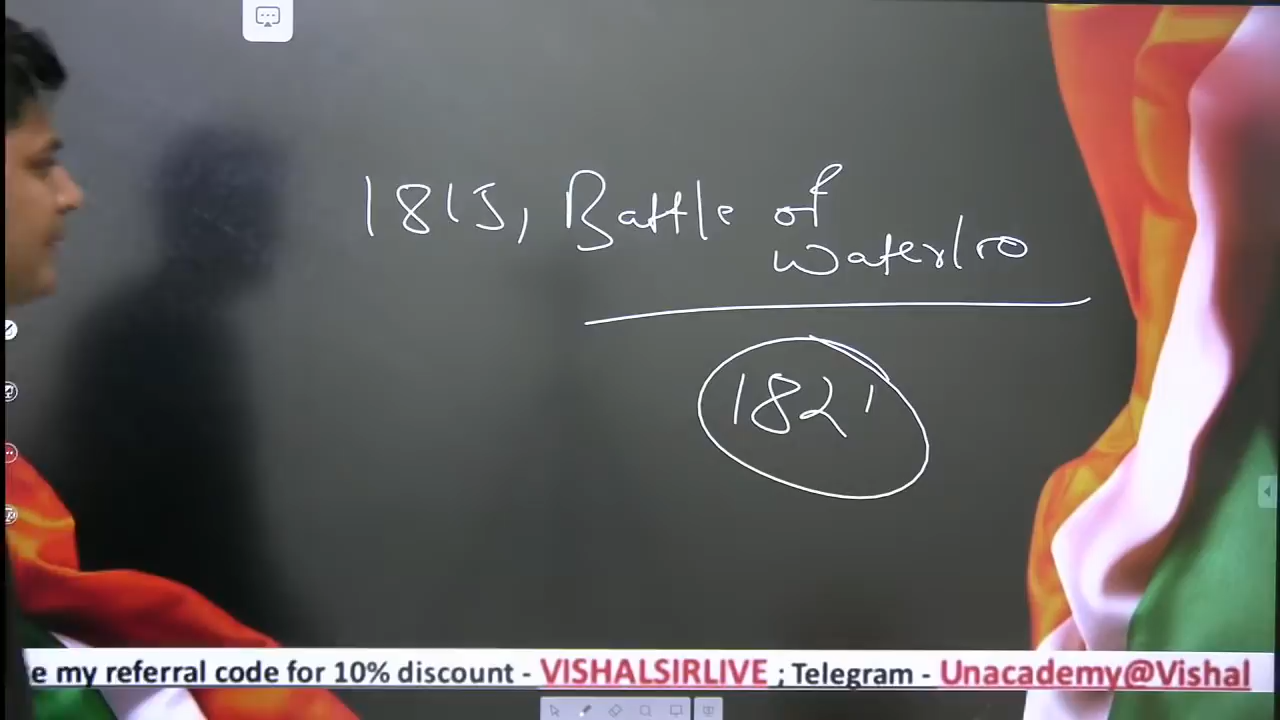 1815, Battle of
Waterloo
1821
e my referral code for 10% discount - VISHALSIRLIVE ; Telegram - Unacademy@Vishal